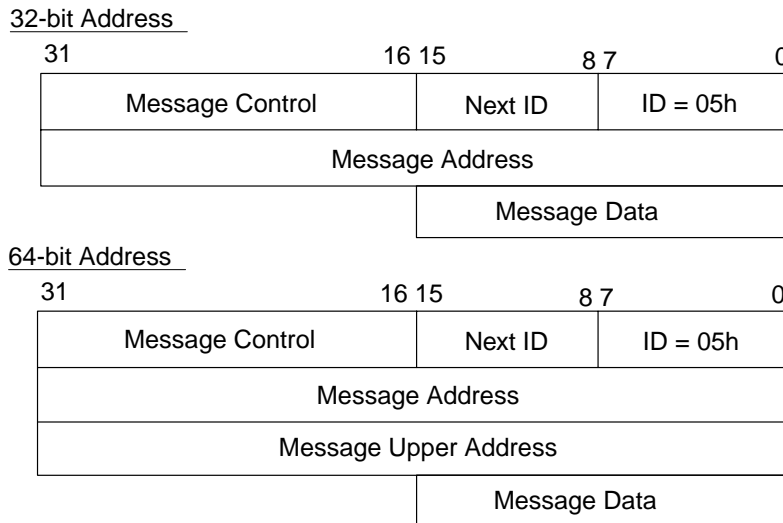 32-bit Address
31 16 15 8 7 0
Message Control Next ID ID = 05h
Message Address
Message Data
64-bit Address
31 16 15 8 7 0
Message Control Next ID ID = 05h
Message Address
Message Upper Address
Message Data